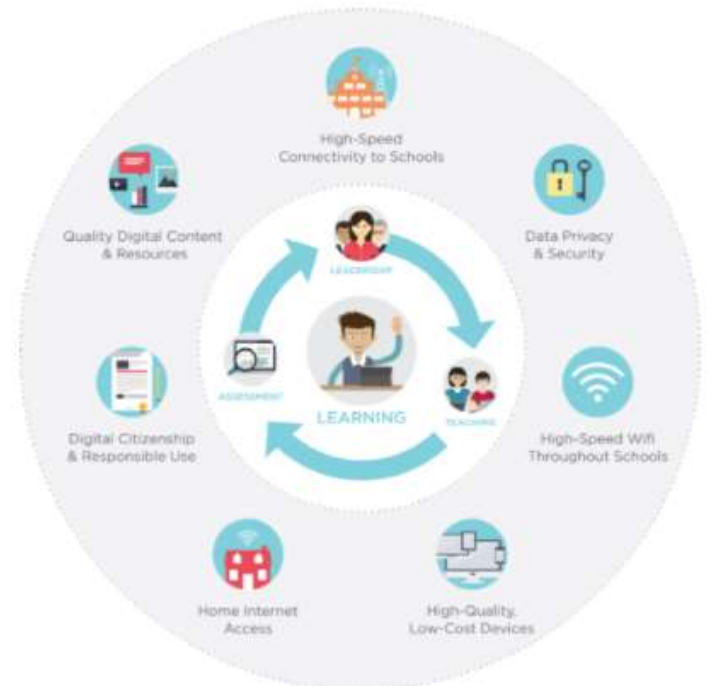 High-Speed
Connectivity to Schools
Quality Digital Content
& Resources
Data Privacy
& Security
LEADERSHIP
ASSESSMENT
LEARNING
TEACHING
Digital Citizenship
& Responsible Use
High-Speed Wifi
Throughout Schools
Home Internet
Access
High-Quality,
Low-Cost Devices